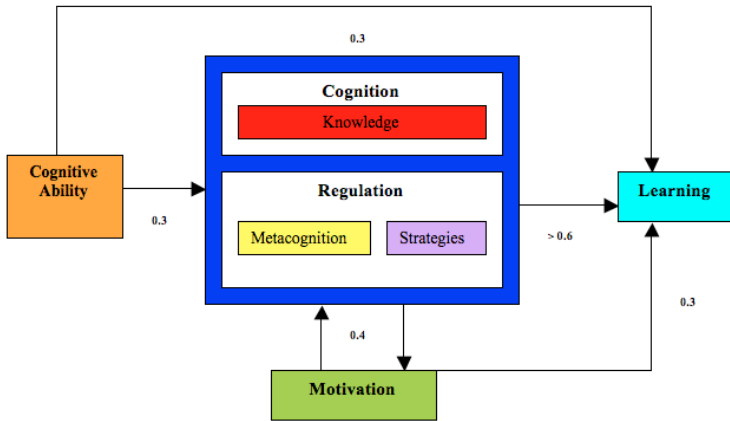 0.3
Cognition
Knowledge
Cognitive
Ability
Regulation
Learning
0.3
Metacognition
Strategies
> 0.6
0.3
0.4
Motivation